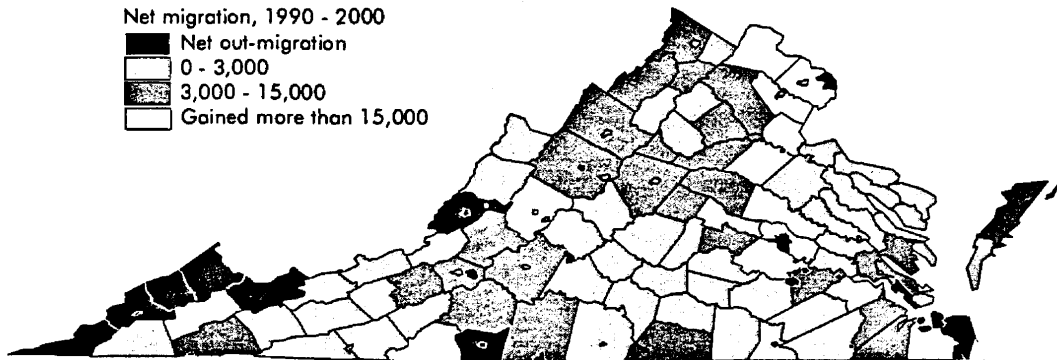 Net migration, 1990 - 2000
Net out-migration
0 - 3,000
3,000 - 15,000
Gained more than 15,000